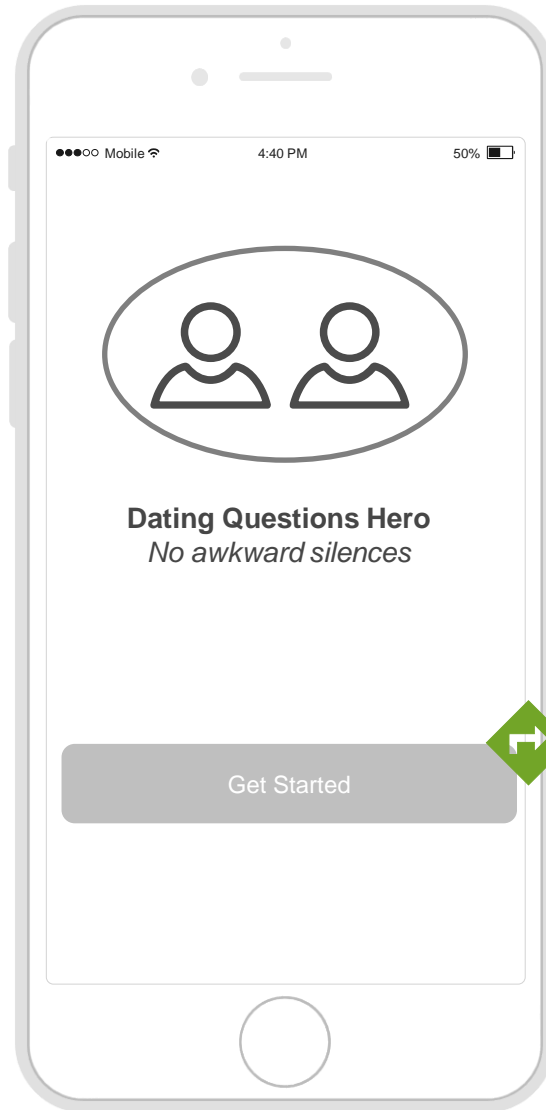 Mobile 4:40 PM 50%
Dating Questions Hero
No awkward silences
Get Started